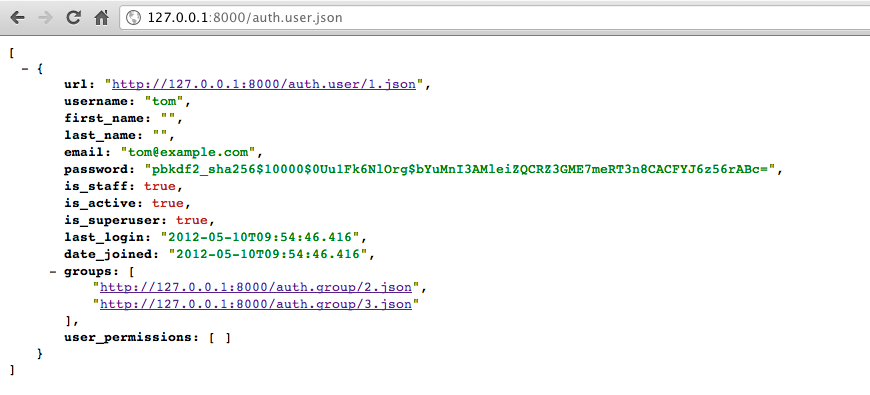 127.0.0.1:8000/auth.user.json
[
- {
url: "http://127.0.0.1:8000/auth.user/1.json",
username: "tom",
first_name: "",
last_name: "",
email: "tom@example.com",
password: "pbkdf2_sha256$10000$0Uu1Fk6NlOrg$bYuMnI3AMleiZQCRZ3GME7meRT3n8CACFYJ6z56rABc=",
is_staff: true,
is_active: true,
is_superuser: true,
last_login: "2012-05-10T09:54:46.416",
date_joined: "2012-05-10T09:54:46.416",
- groups: [
"http://127.0.0.1:8000/auth.group/2.json",
"http://127.0.0.1:8000/auth.group/3.json"
],
user_permissions: [ ]
}
]